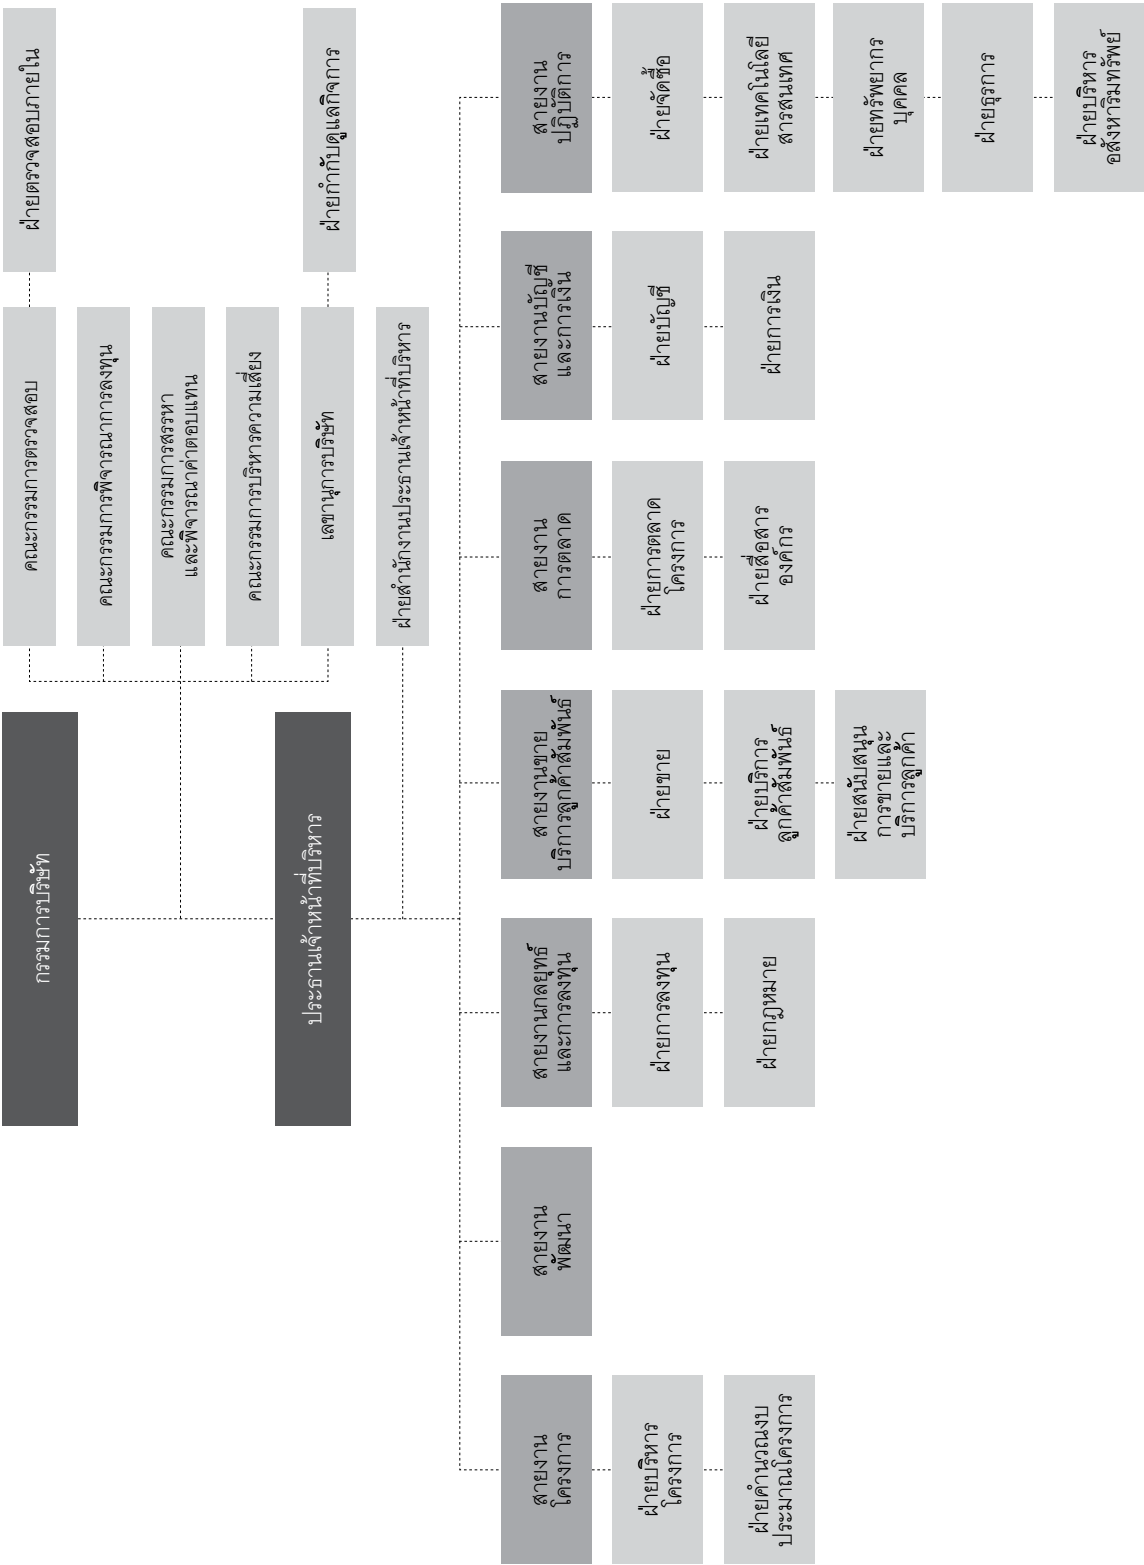 กรรมการบริษัท
คณะกรรมการตรวจสอบ
ฝ่ายตรวจสอบภายใน
คณะกรรมการพิจารณาการลงทุน
คณะกรรมการสรรหา
และพิจารณาค่าตอบแทน
คณะกรรมการบริหารความเสี่ยง
เลขานุการบริษัท
ฝ่ายกำกับดูแลกิจการ
ประธานเจ้าหน้าที่บริหาร
ฝ่ายสำนักงานประธานเจ้าหน้าที่บริหาร
สายงาน
โครงการ
ฝ่ายบริหาร
โครงการ
ฝ่ายคำนวณงบ
ประมาณโครงการ
สายงาน
พัฒนา
สายงานกลยุทธ์
และการลงทุน
ฝ่ายการลงทุน
ฝ่ายกฎหมาย
สายงานขาย
บริการลูกค้าสัมพันธ์
ฝ่ายขาย
ฝ่ายบริการ
ลูกค้าสัมพันธ์
ฝ่ายสนับสนุน
การขายและ
บริการลูกค้า
สายงาน
การตลาด
ฝ่ายการตลาด
โครงการ
ฝ่ายสื่อสาร
องค์กร
สายงานบัญชี
และการเงิน
ฝ่ายบัญชี
ฝ่ายการเงิน
สายงาน
ปฏิบัติการ
ฝ่ายจัดซื้อ
ฝ่ายเทคโนโลยี
สารสนเทศ
ฝ่ายทรัพยากร
บุคคล
ฝ่ายธุรการ
ฝ่ายบริหาร
อสังหาริมทรัพย์